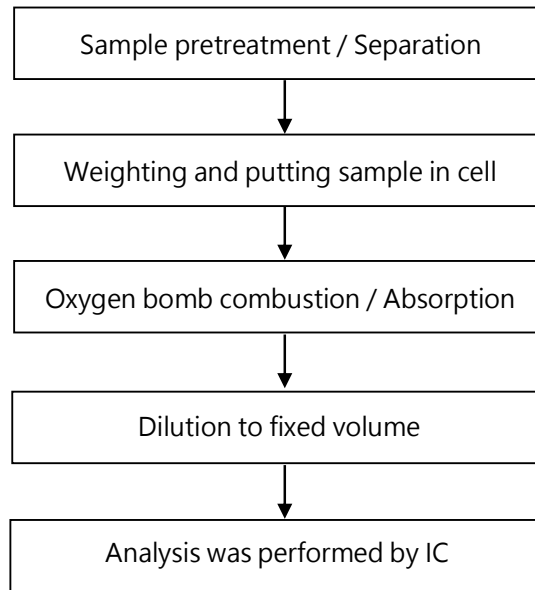 Sample pretreatment / Separation
Weighting and putting sample in cell
Oxygen bomb combustion / Absorption
Dilution to fixed volume
Analysis was performed by IC